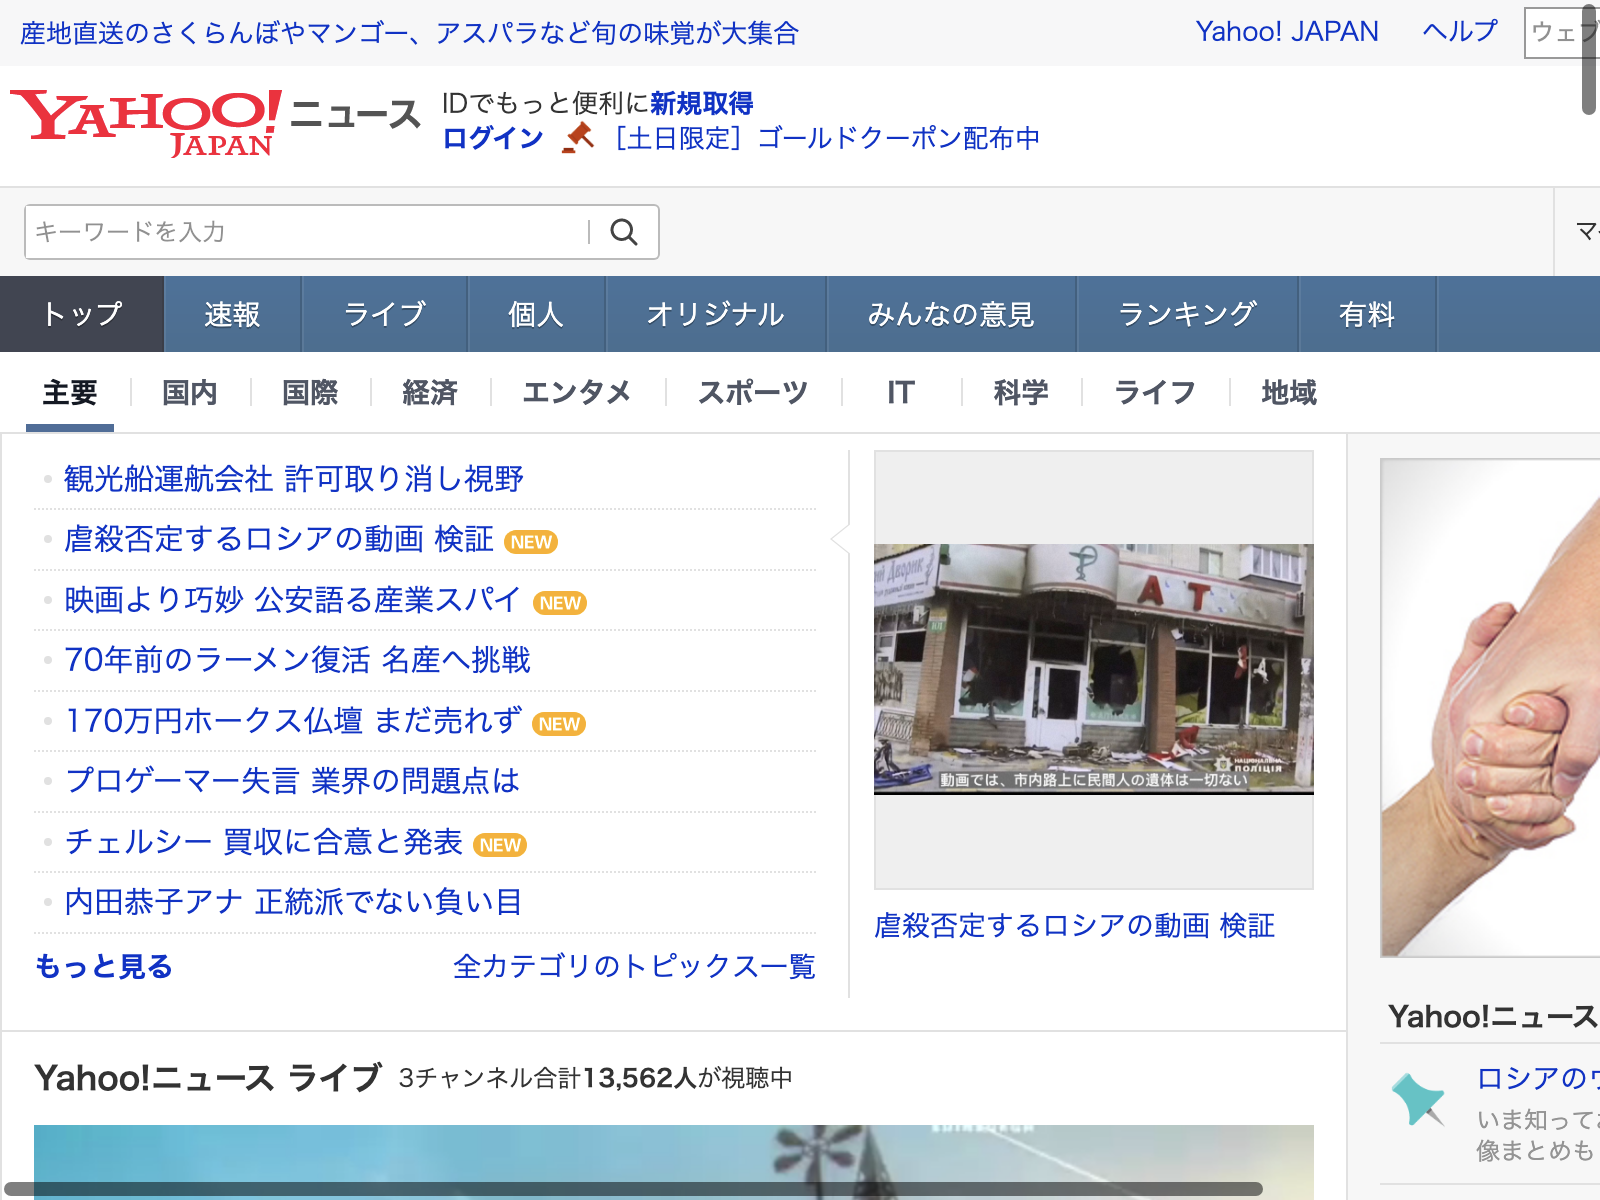 産地直送のさくらんぼやマンゴー、アスパラなど旬の味覚が大集合
Yahoo! JAPAN ヘルプ
ウェブ
YAHOO! JAPAN ニュース
IDでもっと便利に新規取得
ログイン [土日限定] ゴールドクーポン配布中
キーワードを入力
トップ 速報 ライブ 個人 オリジナル みんなの意見 ランキング 有料
主要 国内 国際 経済 エンタメ スポーツ IT 科学 ライフ 地域
観光船運航会社 許可取り消し視野
虐殺否定するロシアの動画 検証 NEW
映画より巧妙 公安語る産業スパイ NEW
70年前のラーメン復活 名産へ挑戦
170万円ホークス仏壇 まだ売れず NEW
プロゲーマー失言 業界の問題点は
チェルシー 買収に合意と発表 NEW
内田恭子アナ 正統派でない負い目
もっと見る 全カテゴリのトピックス一覧
АТ
НАЦІОНАЛЬНА
ПОЛІЦІЯ
動画では、市内路上に民間人の遺体は一切ない
虐殺否定するロシアの動画 検証
Yahoo!ニュース ライブ 3チャンネル合計13,562人が視聴中
Yahoo!ニュース
ロシアの
いま知って
像まとめも